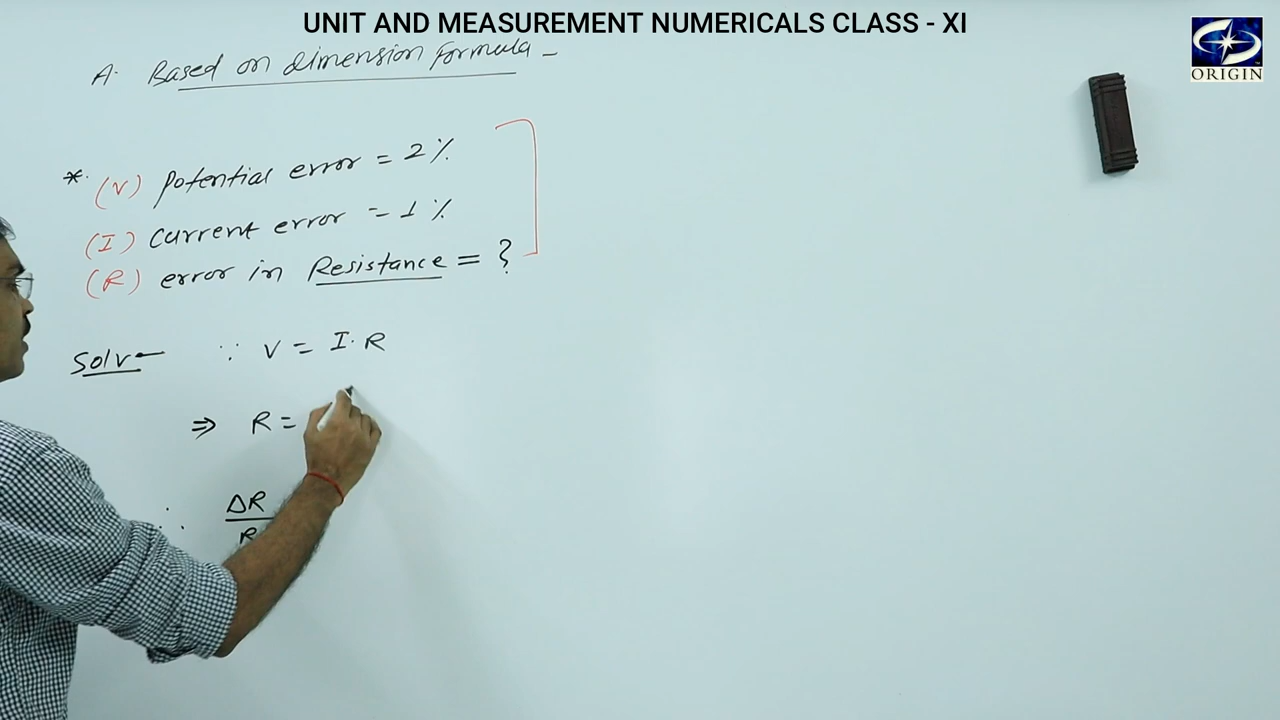 UNIT AND MEASUREMENT NUMERICALS CLASS - XI
ORIGIN
A. Based on dimension formula -
*. (V) potential error = 2 %
(I) current error = 1 %
(R) error in Resistance = ?
Solv— ∵ V = I · R
⇒ R =
∴ ΔR
R